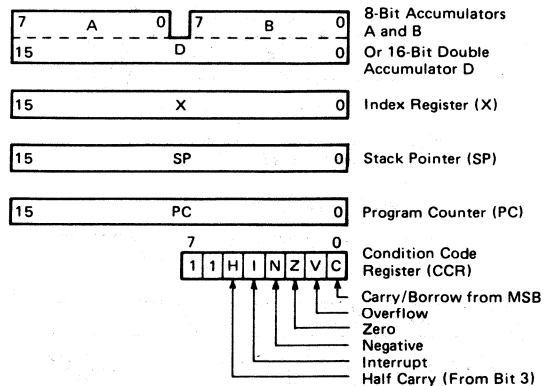 7 A 0 7 B 0 8-Bit Accumulators
A and B
15 D 0 Or 16-Bit Double
Accumulator D
15 X 0 Index Register (X)
15 SP 0 Stack Pointer (SP)
15 PC 0 Program Counter (PC)
7 0
1 1 H I N Z V C Condition Code
Register (CCR)
Carry/Borrow from MSB
Overflow
Zero
Negative
Interrupt
Half Carry (From Bit 3)